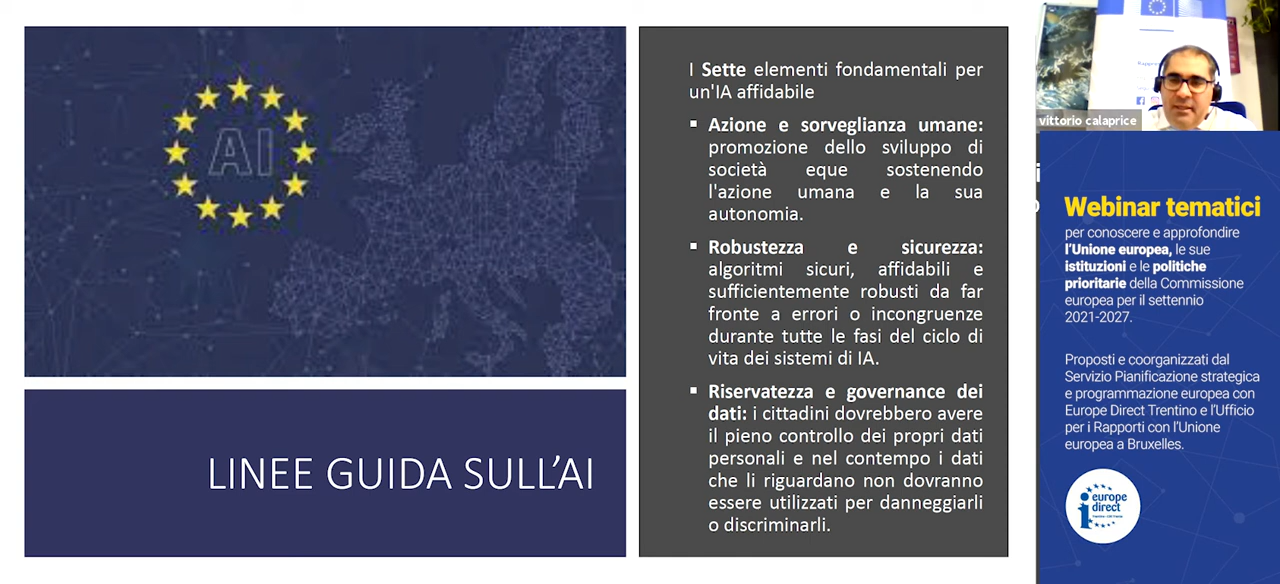 AI
LINEE GUIDA SULL’AI
I Sette elementi fondamentali per
un'IA affidabile
▪ Azione e sorveglianza umane:
promozione dello sviluppo di
società eque sostenendo
l'azione umana e la sua
autonomia.
▪ Robustezza e sicurezza:
algoritmi sicuri, affidabili e
sufficientemente robusti da far
fronte a errori o incongruenze
durante tutte le fasi del ciclo di
vita dei sistemi di IA.
▪ Riservatezza e governance dei
dati: i cittadini dovrebbero avere
il pieno controllo dei propri dati
personali e nel contempo i dati
che li riguardano non dovranno
essere utilizzati per danneggiarli
o discriminarli.
vittorio calaprice
Webinar tematici
per conoscere e approfondire
l’Unione europea, le sue
istituzioni e le politiche
prioritarie della Commissione
europea per il settennio
2021-2027.
Proposti e coorganizzati dal
Servizio Pianificazione strategica
e programmazione europea con
Europe Direct Trentino e l’Ufficio
per i Rapporti con l’Unione
europea a Bruxelles.
europe
direct